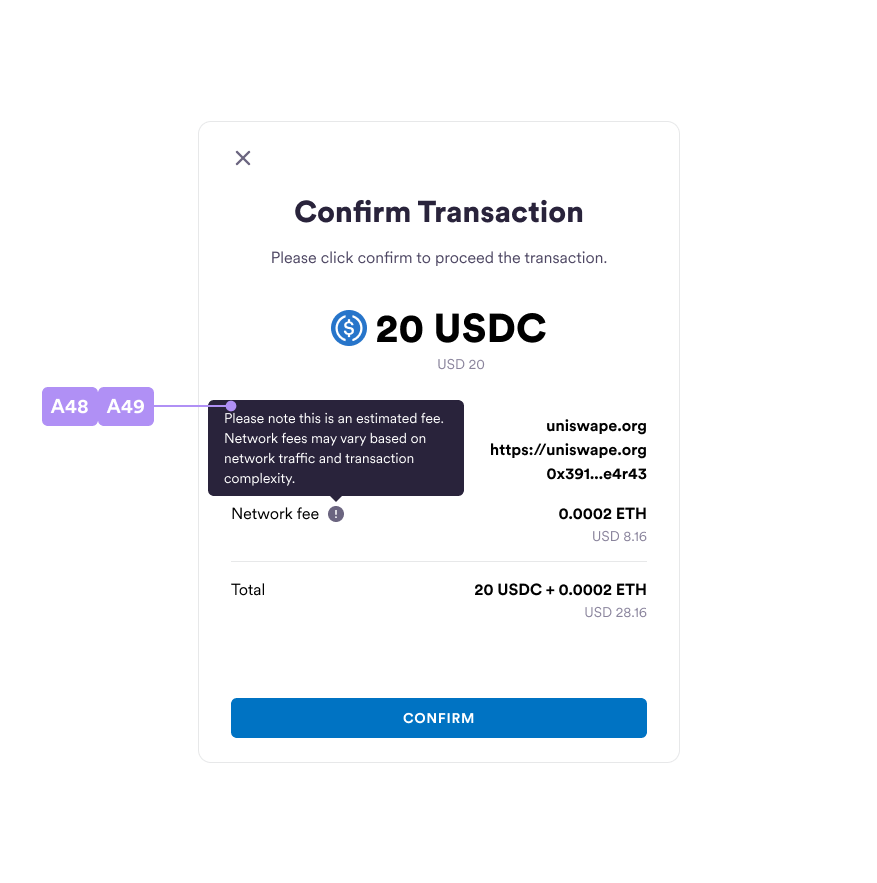 Confirm Transaction
Please click confirm to proceed the transaction.
20 USDC
USD 20
A48 A49
Please note this is an estimated fee.
Network fees may vary based on
network traffic and transaction
complexity.
uniswape.org
https://uniswape.org
0x391...e4r43
Network fee ! 0.0002 ETH
USD 8.16
Total 20 USDC + 0.0002 ETH
USD 28.16
CONFIRM